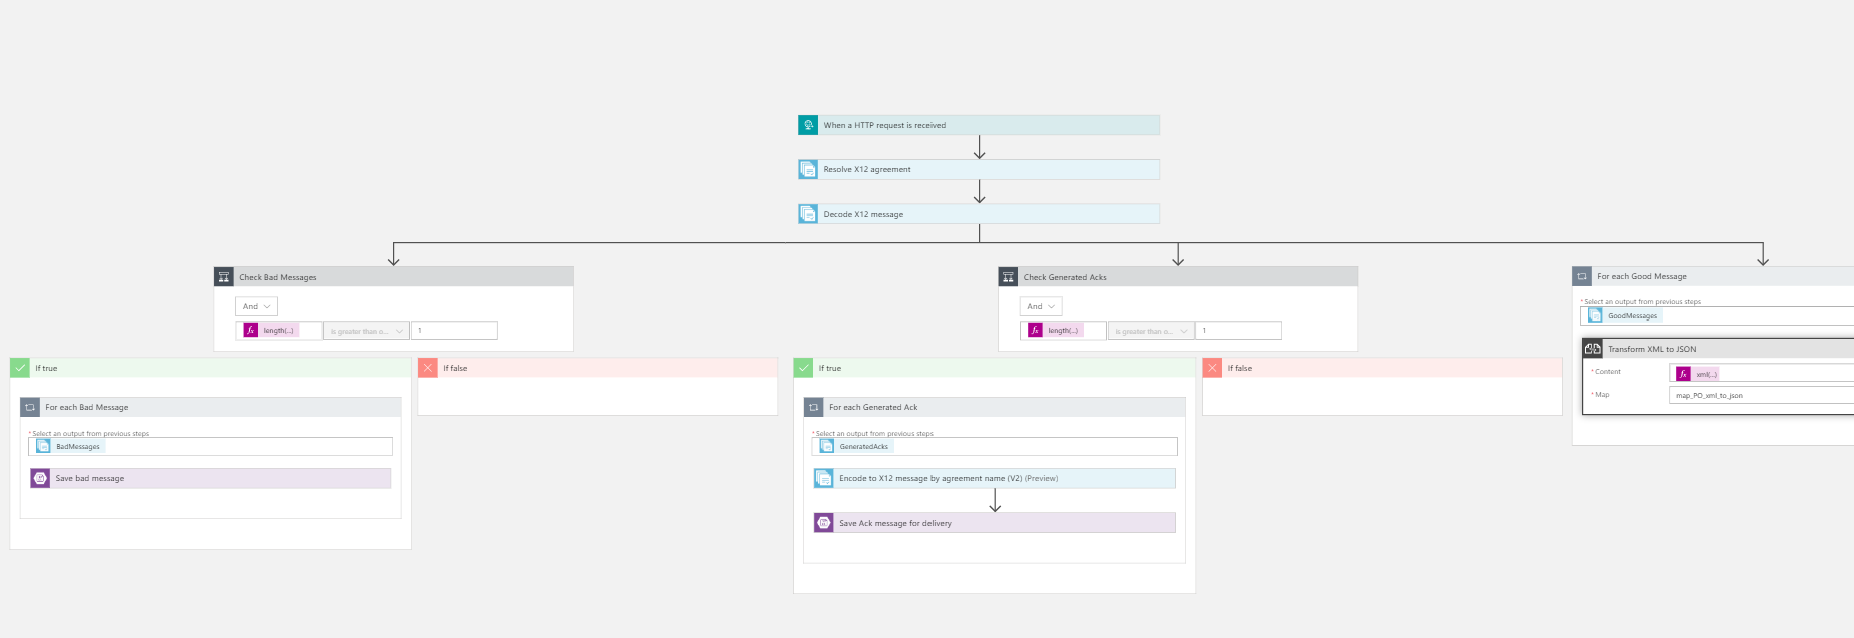 When a HTTP request is received
Resolve X12 agreement
Decode X12 message
Check Bad Messages
And
length(...)
is greater than o...
1
If true
If false
For each Bad Message
* Select an output from previous steps
BadMessages
Save bad message
Check Generated Acks
And
length(...)
is greater than o...
1
If true
If false
For each Generated Ack
* Select an output from previous steps
GeneratedAcks
Encode to X12 message by agreement name (V2) (Preview)
Save Ack message for delivery
For each Good Message
* Select an output from previous steps
GoodMessages
Transform XML to JSON
* Content
xml(...)
* Map
map_PO_xml_to_json